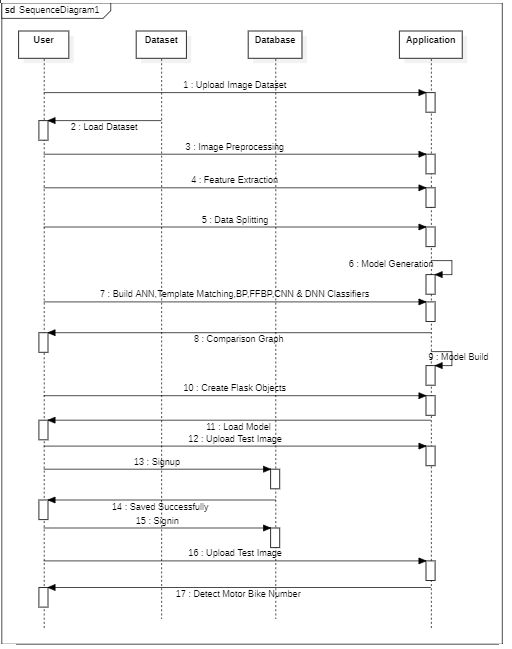 sd SequenceDiagram1
User Dataset Database Application
1 : Upload Image Dataset
2 : Load Dataset
3 : Image Preprocessing
4 : Feature Extraction
5 : Data Splitting
6 : Model Generation
7 : Build ANN,Template Matching,BP,FFBP,CNN & DNN Classifiers
8 : Comparison Graph
9 : Model Build
10 : Create Flask Objects
11 : Load Model
12 : Upload Test Image
13 : Signup
14 : Saved Successfully
15 : Signin
16 : Upload Test Image
17 : Detect Motor Bike Number